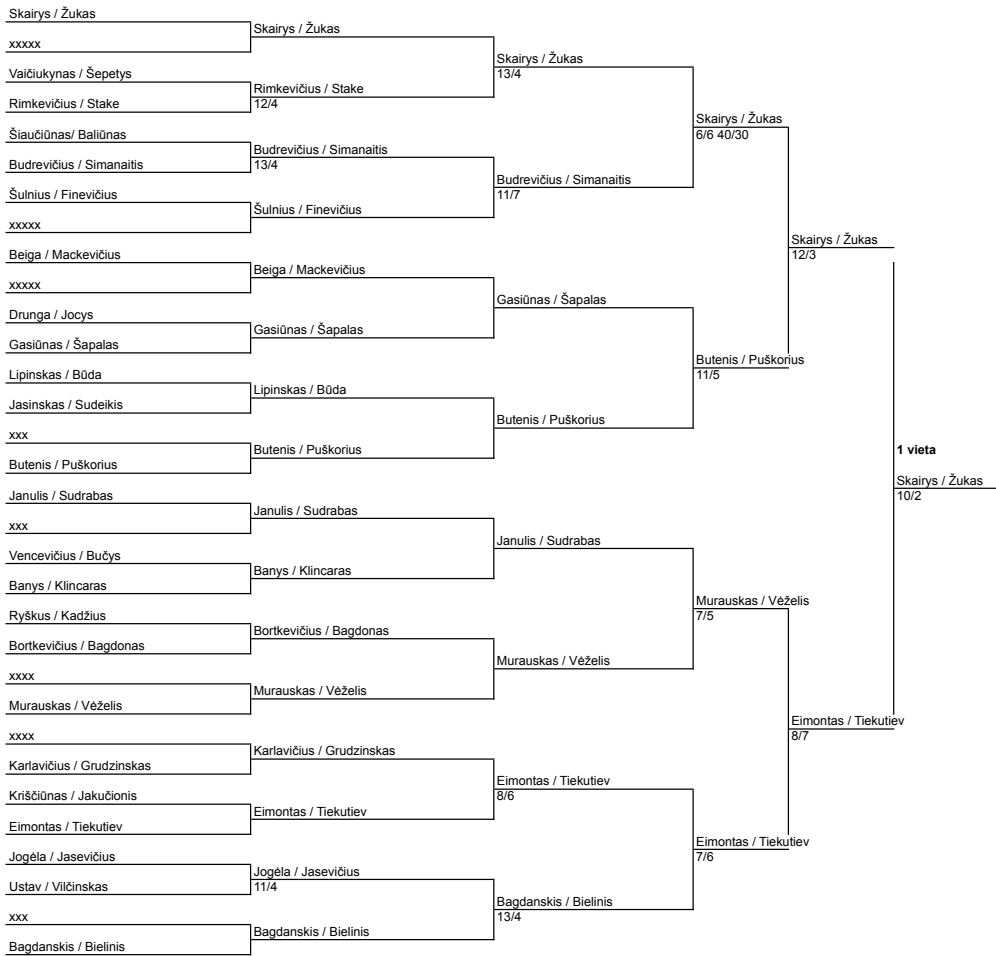 Skairys / Žukas
xxxxx
Vaičiukynas / Šepetys
Rimkevičius / Stake
Šiaučiūnas/ Baliūnas
Budrevičius / Simanaitis
Šulnius / Finevičius
xxxxx
Beiga / Mackevičius
xxxxx
Drunga / Jocys
Gasiūnas / Šapalas
Lipinskas / Būda
Jasinskas / Sudeikis
xxx
Butenis / Puškorius
Janulis / Sudrabas
xxx
Vencevičius / Bučys
Banys / Klincaras
Ryškus / Kadžius
Bortkevičius / Bagdonas
xxxx
Murauskas / Vėželis
xxxx
Karlavičius / Grudzinskas
Kriščiūnas / Jakučionis
Eimontas / Tiekutiev
Jogėla / Jasevičius
Ustav / Vilčinskas
xxx
Bagdanskis / Bielinis
Skairys / Žukas
Rimkevičius / Stake
12/4
Budrevičius / Simanaitis
13/4
Šulnius / Finevičius
Beiga / Mackevičius
Gasiūnas / Šapalas
Lipinskas / Būda
Butenis / Puškorius
Janulis / Sudrabas
Banys / Klincaras
Bortkevičius / Bagdonas
Murauskas / Vėželis
Karlavičius / Grudzinskas
Eimontas / Tiekutiev
Jogėla / Jasevičius
11/4
Bagdanskis / Bielinis
Skairys / Žukas
13/4
Budrevičius / Simanaitis
11/7
Gasiūnas / Šapalas
Butenis / Puškorius
Janulis / Sudrabas
Murauskas / Vėželis
Eimontas / Tiekutiev
8/6
Bagdanskis / Bielinis
13/4
Skairys / Žukas
6/6 40/30
Butenis / Puškorius
11/5
Murauskas / Vėželis
7/5
Eimontas / Tiekutiev
7/6
Skairys / Žukas
12/3
Eimontas / Tiekutiev
8/7
1 vieta
Skairys / Žukas
10/2